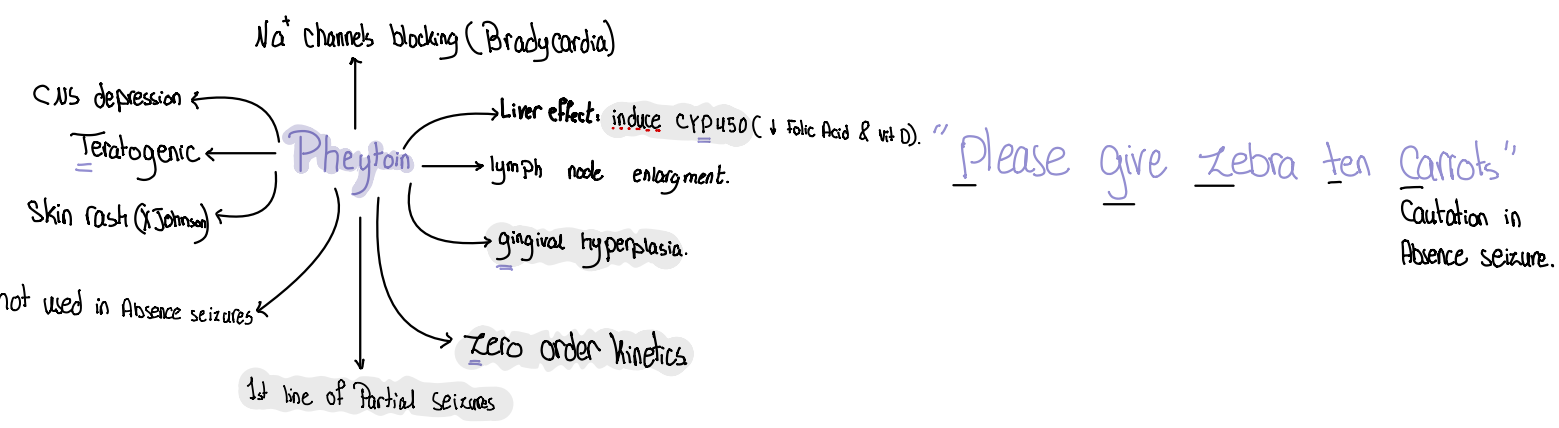 Na+ channels blocking (Bradycardia)
CNS depression
Teratogenic
Skin rash (X Johnson)
not used in Absence seizures
Pheytoin
1st line of Partial seizures
Liver effect: induce CYP450 (↓ Folic Acid & vit D).
lymph node enlargment.
gingival hyperplasia.
Zero order kinetics
"Please give Zebra ten Carrots"
Cautation in
Absence seizure.